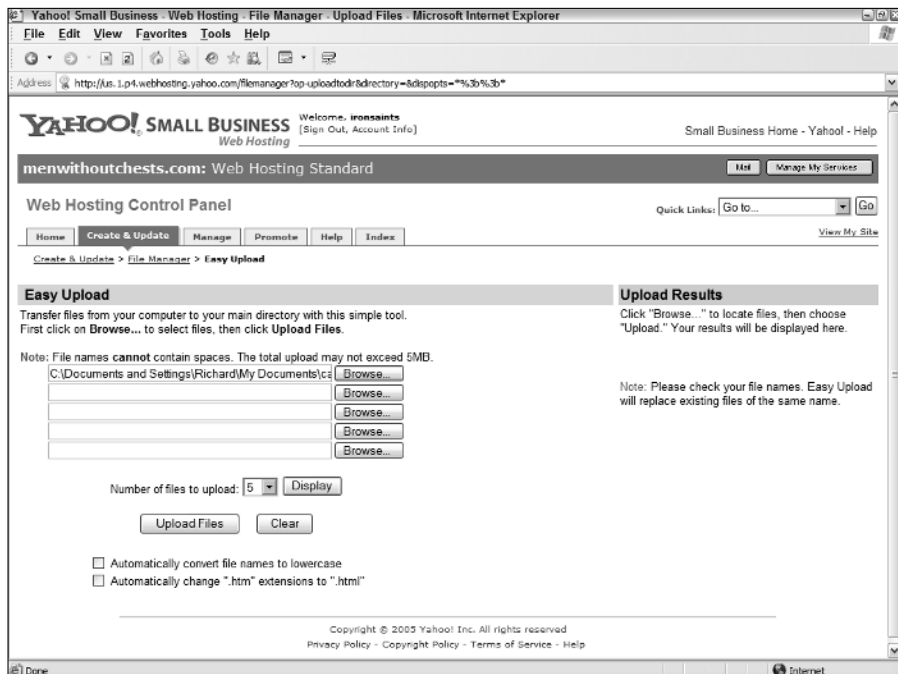 Yahoo! Small Business - Web Hosting - File Manager - Upload Files - Microsoft Internet Explorer
File Edit View Favorites Tools Help
Address http://us.1.p4.webhosting.yahoo.com/filemanager?op-uploadtodir&directory=&dispopts=*%3b%3b*
YAHOO! SMALL BUSINESS
Web Hosting
Welcome, ironsaints
[Sign Out, Account Info]
Small Business Home - Yahoo! - Help
menwithoutchests.com: Web Hosting Standard
Mail Manage My Services
Web Hosting Control Panel
Quick Links: Go to... Go
Home Create & Update Manage Promote Help Index
View My Site
Create & Update > File Manager > Easy Upload
Easy Upload
Transfer files from your computer to your main directory with this simple tool.
First click on Browse... to select files, then click Upload Files.
Note: File names cannot contain spaces. The total upload may not exceed 5MB.
C:\Documents and Settings\Richard\My Documents\ca Browse...
Browse...
Browse...
Browse...
Browse...
Number of files to upload: 5 Display
Upload Files Clear
Automatically convert file names to lowercase
Automatically change ".htm" extensions to ".html"
Upload Results
Click "Browse..." to locate files, then choose
"Upload." Your results will be displayed here.
Note: Please check your file names. Easy Upload
will replace existing files of the same name.
Copyright © 2005 Yahoo! Inc. All rights reserved
Privacy Policy - Copyright Policy - Terms of Service - Help
Done Internet